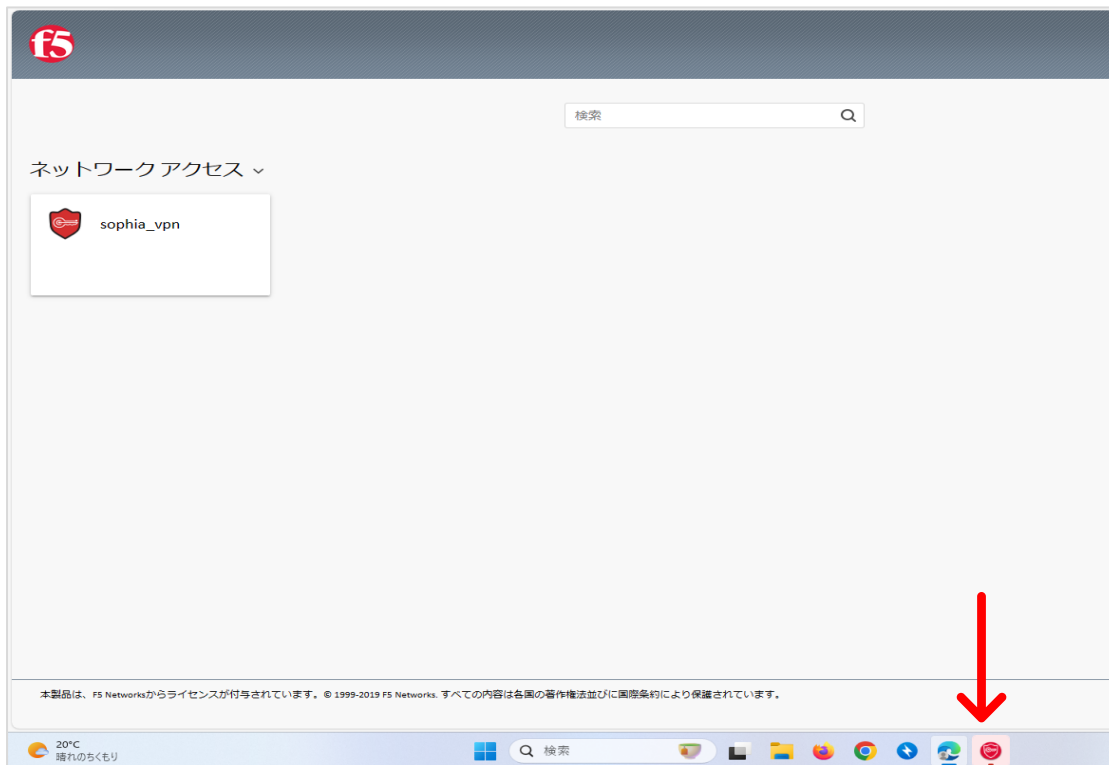 f5
検索
ネットワーク アクセス
sophia_vpn
本製品は、F5 Networksからライセンスが付与されています。© 1999-2019 F5 Networks. すべての内容は各国の著作権法並びに国際条約により保護されています。
20°C
晴れのちくもり
検索